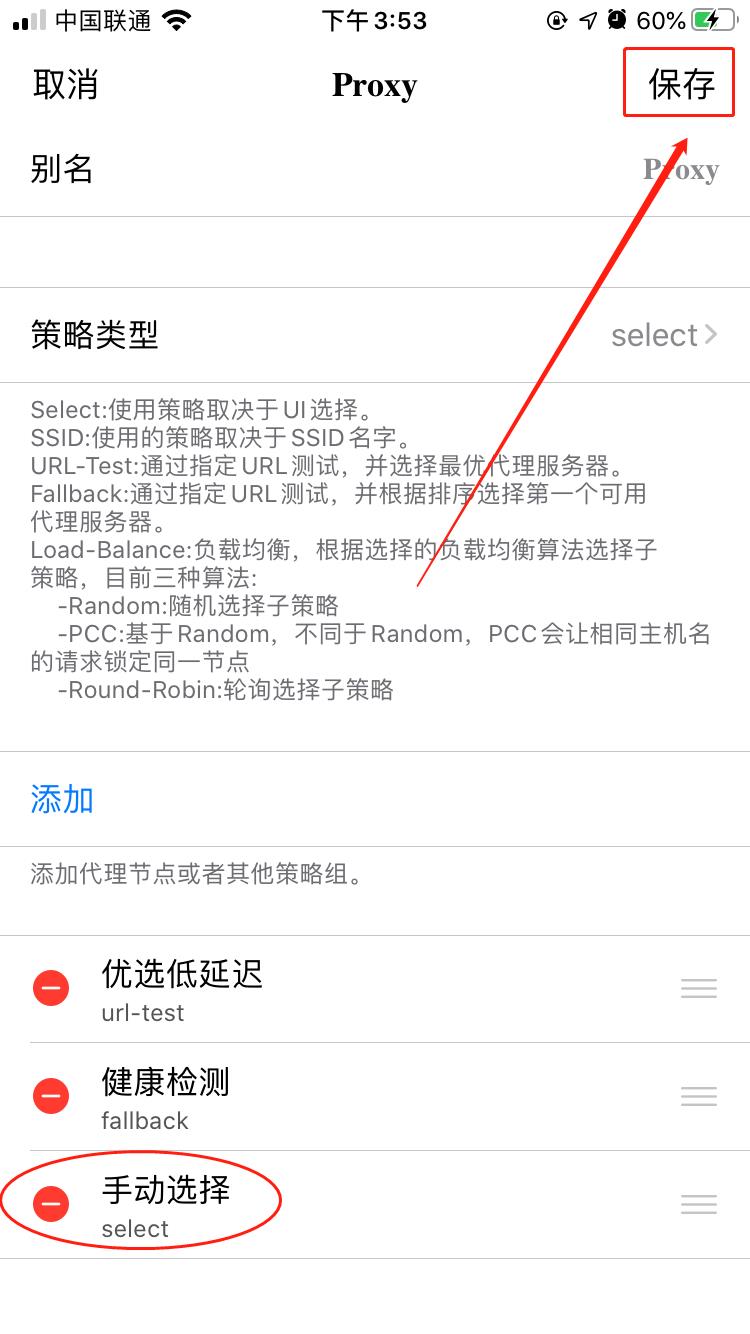 中国联通 下午3:53 60%
取消 Proxy 保存
别名 Proxy
策略类型 select
Select:使用策略取决于UI选择。
SSID:使用的策略取决于SSID名字。
URL-Test:通过指定URL测试，并选择最优代理服务器。
Fallback:通过指定URL测试，并根据排序选择第一个可用
代理服务器。
Load-Balance:负载均衡，根据选择的负载均衡算法选择子
策略，目前三种算法:
-Random:随机选择子策略
-PCC:基于Random，不同于Random，PCC会让相同主机名
的请求锁定同一节点
-Round-Robin:轮询选择子策略
添加
添加代理节点或者其他策略组。
优选低延迟
url-test
健康检测
fallback
手动选择
select